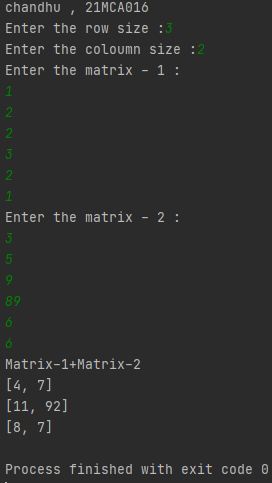 chandhu , 21MCA016
Enter the row size :3
Enter the coloumn size :2
Enter the matrix - 1 :
1
2
2
3
2
1
Enter the matrix - 2 :
3
5
9
89
6
6
Matrix-1+Matrix-2
[4, 7]
[11, 92]
[8, 7]
Process finished with exit code 0